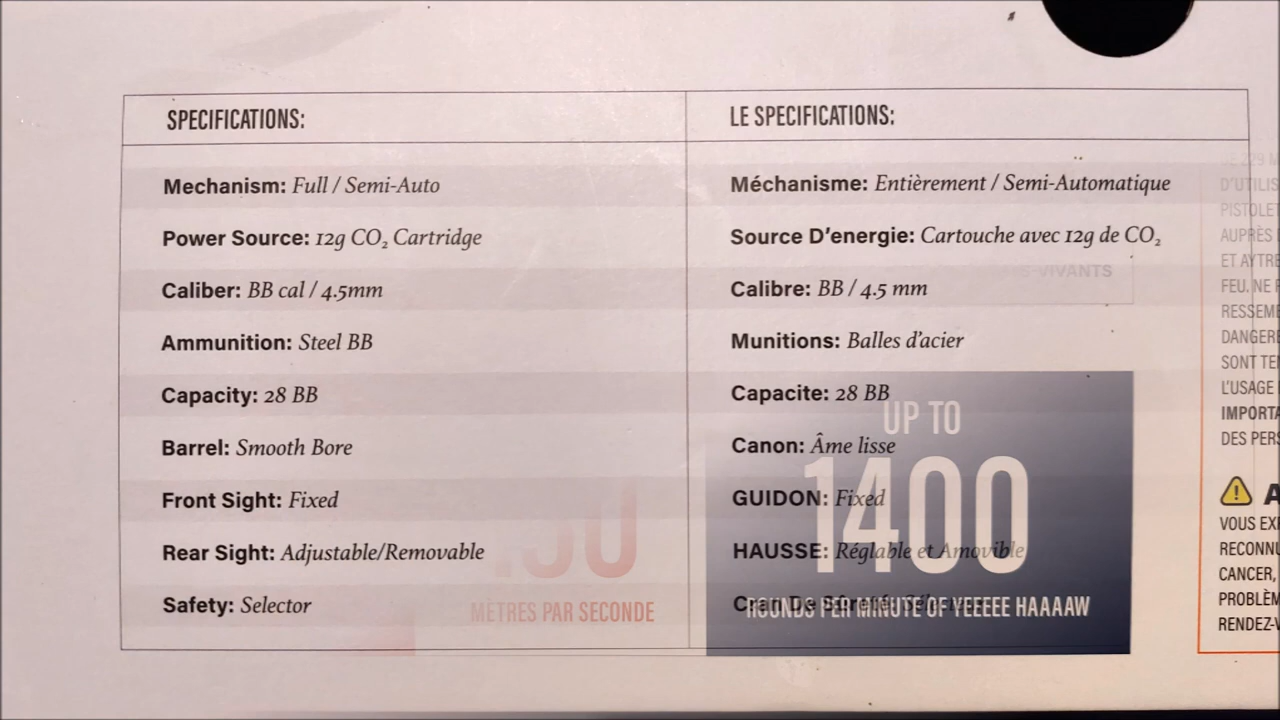 SPECIFICATIONS:
Mechanism: Full / Semi-Auto
Power Source: 12g CO₂ Cartridge
Caliber: BB cal / 4.5mm
Ammunition: Steel BB
Capacity: 28 BB
Barrel: Smooth Bore
Front Sight: Fixed
Rear Sight: Adjustable/Removable
Safety: Selector
MÈTRES PAR SECONDE
LE SPECIFICATIONS:
Méchanisme: Entièrement / Semi-Automatique
Source D'energie: Cartouche avec 12g de CO₂
S-VIVANTS
Calibre: BB / 4.5 mm
Munitions: Balles d'acier
Capacite: 28 BB
Canon: Âme lisse
GUIDON: Fixed
HAUSSE: Réglable et Amovible
UP TO
1400
ROUNDS PER MINUTE OF YEEEEE HAAAAW
D'UTILIS
PISTOLET
AUPRÈS
FEU. NE
RESSEM
DANGERE
SONT TE
L'USAGE
IMPORTA
DES PERS
VOUS EX
RECONNU
CANCER,
PROBLÈM
RENDEZ-V